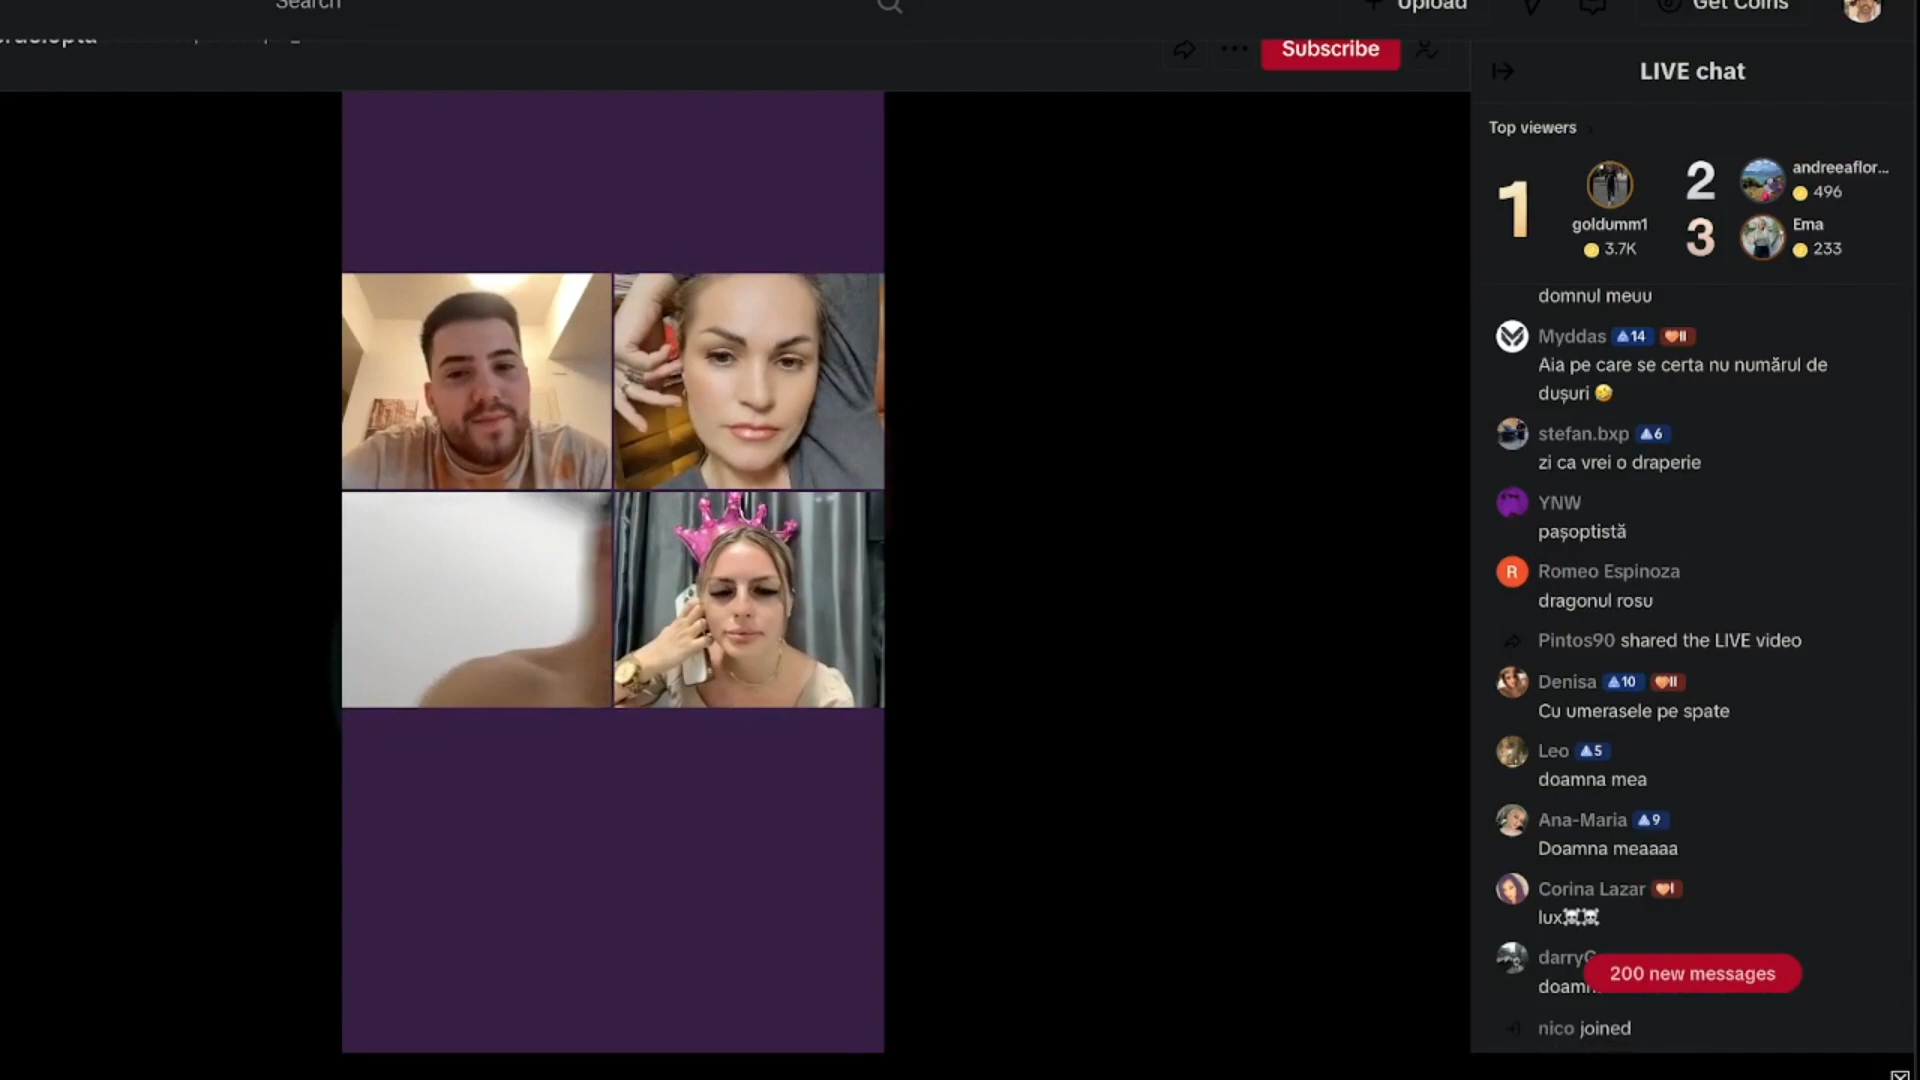 Search
Upload
Get Coins
Subscribe
LIVE chat
Top viewers
1
goldumm1
3.7K
2
andreeaflor...
496
3
Ema
233
domnul meuu
Myddas 14 II
Aia pe care se certa nu numărul de
dușuri 🤣
stefan.bxp 6
zi ca vrei o draperie
YNW
pașoptistă
R Romeo Espinoza
dragonul rosu
Pintos90 shared the LIVE video
Denisa 10 II
Cu umerasele pe spate
Leo 5
doamna mea
Ana-Maria 9
Doamna meaaaa
Corina Lazar I
lux☠☠
200 new messages
nico joined